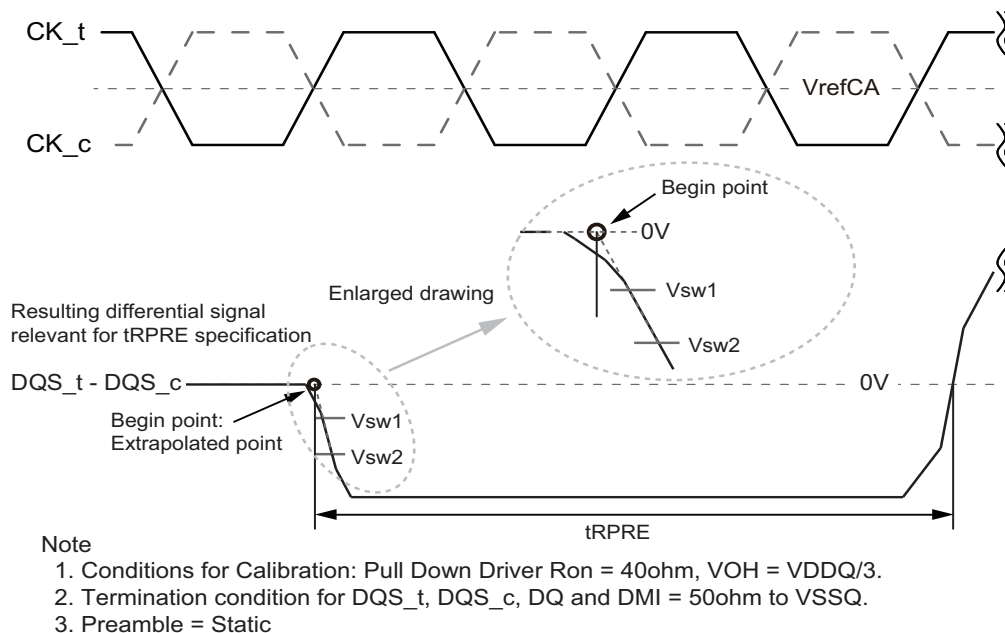 CK_t
VrefCA
CK_c
Begin point
0V
Vsw1
Vsw2
Enlarged drawing
Resulting differential signal
relevant for tRPRE specification
DQS_t - DQS_c
0V
Begin point:
Extrapolated point
Vsw1
Vsw2
tRPRE
Note
1. Conditions for Calibration: Pull Down Driver Ron = 40ohm, VOH = VDDQ/3.
2. Termination condition for DQS_t, DQS_c, DQ and DMI = 50ohm to VSSQ.
3. Preamble = Static